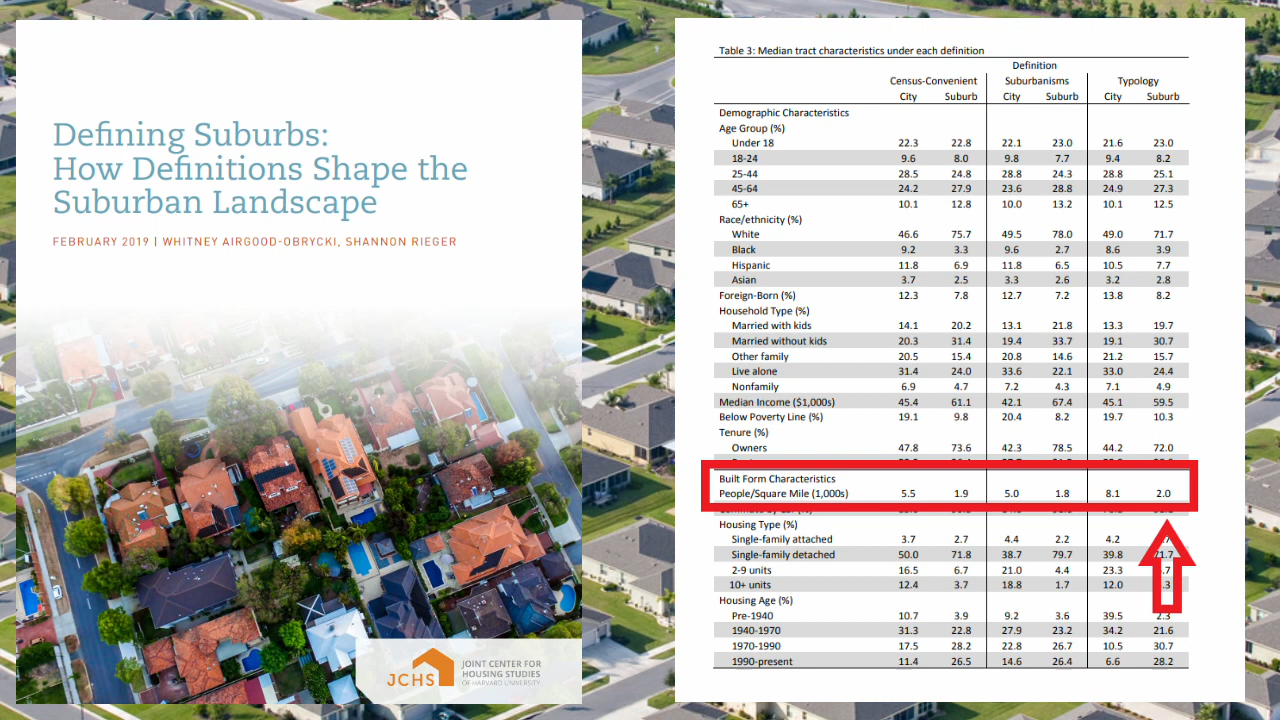 Defining Suburbs:
How Definitions Shape the
Suburban Landscape
FEBRUARY 2019 | WHITNEY AIRGOOD-OBRYCKI, SHANNON RIEGER
JCHS
JOINT CENTER FOR
HOUSING STUDIES
OF HARVARD UNIVERSITY
Table 3: Median tract characteristics under each definition
Definition
Census-Convenient Suburbanisms Typology
City Suburb City Suburb City Suburb
Demographic Characteristics
Age Group (%)
Under 18 22.3 22.8 22.1 23.0 21.6 23.0
18-24 9.6 8.0 9.8 7.7 9.4 8.2
25-44 28.5 24.8 28.8 24.3 28.8 25.1
45-64 24.2 27.9 23.6 28.8 24.9 27.3
65+ 10.1 12.8 10.0 13.2 10.1 12.5
Race/ethnicity (%)
White 46.6 75.7 49.5 78.0 49.0 71.7
Black 9.2 3.3 9.6 2.7 8.6 3.9
Hispanic 11.8 6.9 11.8 6.5 10.5 7.7
Asian 3.7 2.5 3.3 2.6 3.2 2.8
Foreign-Born (%) 12.3 7.8 12.7 7.2 13.8 8.2
Household Type (%)
Married with kids 14.1 20.2 13.1 21.8 13.3 19.7
Married without kids 20.3 31.4 19.4 33.7 19.1 30.7
Other family 20.5 15.4 20.8 14.6 21.2 15.7
Live alone 31.4 24.0 33.6 22.1 33.0 24.4
Nonfamily 6.9 4.7 7.2 4.3 7.1 4.9
Median Income ($1,000s) 45.4 61.1 42.1 67.4 45.1 59.5
Below Poverty Line (%) 19.1 9.8 20.4 8.2 19.7 10.3
Tenure (%)
Owners 47.8 73.6 42.3 78.5 44.2 72.0
Built Form Characteristics
People/Square Mile (1,000s) 5.5 1.9 5.0 1.8 8.1 2.0
Housing Type (%)
Single-family attached 3.7 2.7 4.4 2.2 4.2
Single-family detached 50.0 71.8 38.7 79.7 39.8 71.7
2-9 units 16.5 6.7 21.0 4.4 23.3
10+ units 12.4 3.7 18.8 1.7 12.0
Housing Age (%)
Pre-1940 10.7 3.9 9.2 3.6 39.5
1940-1970 31.3 22.8 27.9 23.2 34.2 21.6
1970-1990 17.5 28.2 22.8 26.7 10.5 30.7
1990-present 11.4 26.5 14.6 26.4 6.6 28.2